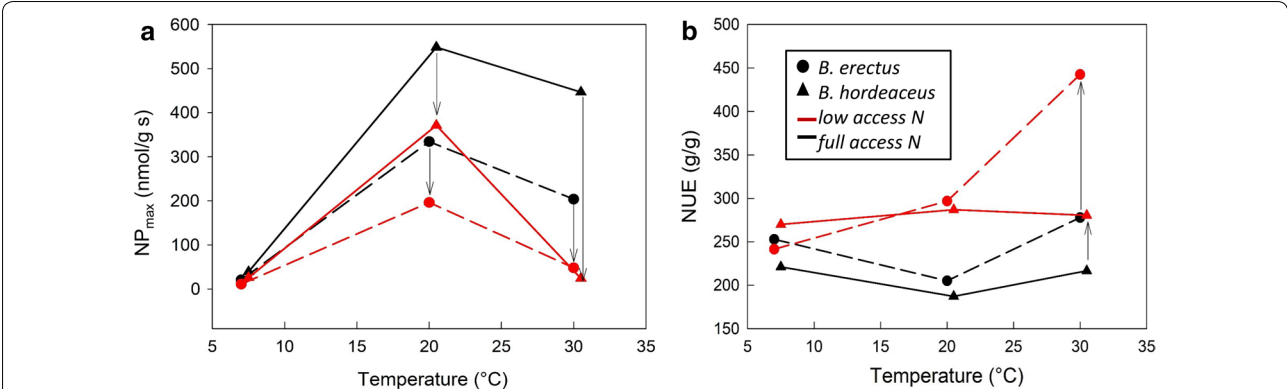 a
600
500
400
300
200
100
0
NPmax (nmol/g s)
5 10 15 20 25 30 35
Temperature (°C)
b
500
450
400
350
300
250
200
150
NUE (g/g)
B. erectus
B. hordeaceus
low access N
full access N
5 10 15 20 25 30 35
Temperature (°C)